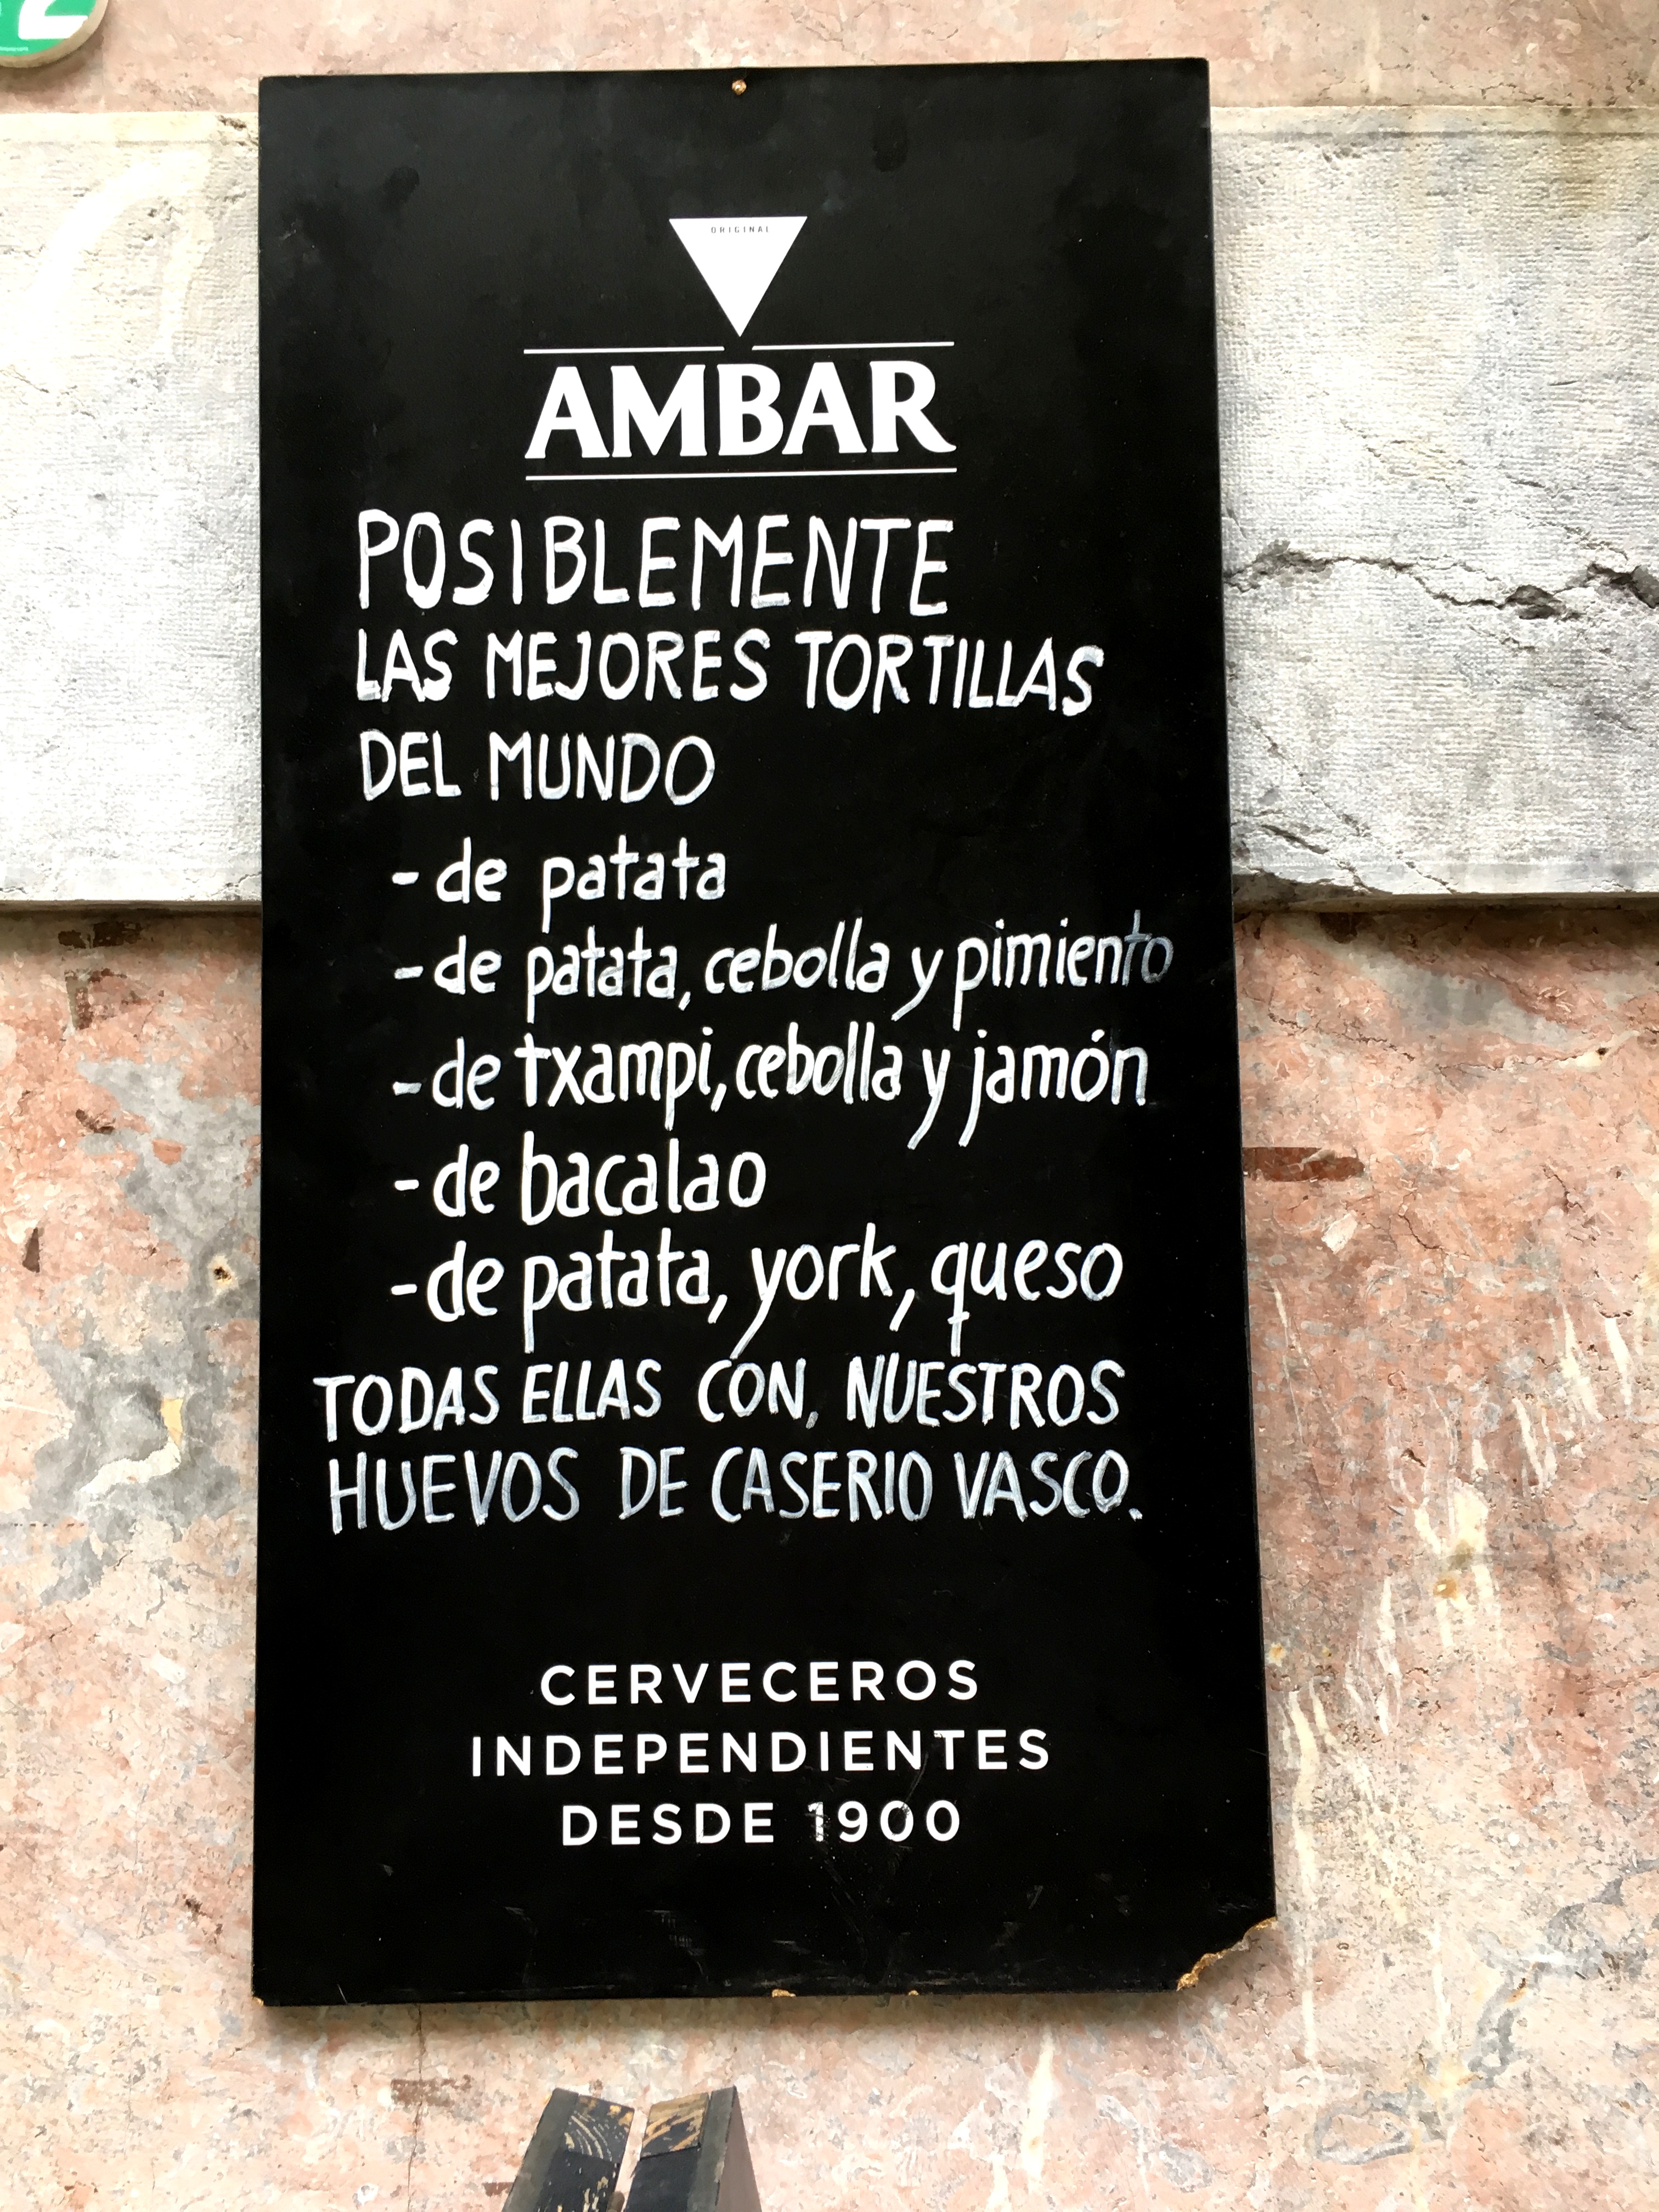 2
ORIGINAL
AMBAR
POSIBLEMENTE
LAS MEJORES TORTILLAS
DEL MUNDO
- de patata
- de patata, cebolla y pimiento
- de txampi, cebolla y jamón
- de bacalao
- de patata, york, queso
TODAS ELLAS CON, NUESTROS
HUEVOS DE CASERIO VASCO.
CERVECEROS
INDEPENDIENTES
DESDE 1900